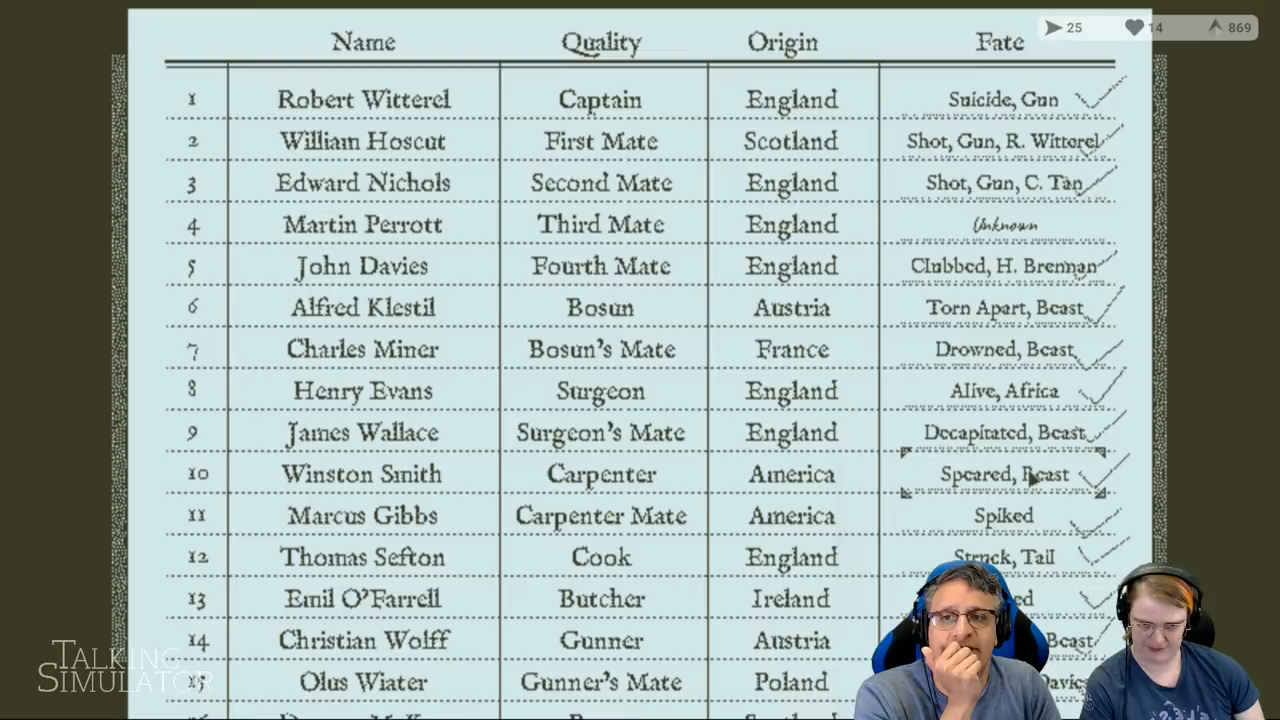 25 14 869
Name Quality Origin Fate
1 Robert Witterel Captain England Suicide, Gun
2 William Hoscut First Mate Scotland Shot, Gun, R. Witterel
3 Edward Nichols Second Mate England Shot, Gun, C. Tan
4 Martin Perrott Third Mate England Unknown
5 John Davies Fourth Mate England Clubbed, H. Brennan
6 Alfred Klestil Bosun Austria Torn Apart, Beast
7 Charles Miner Bosun's Mate France Drowned, Beast
8 Henry Evans Surgeon England Alive, Africa
9 James Wallace Surgeon's Mate England Decapitated, Beast
10 Winston Smith Carpenter America Speared, Beast
11 Marcus Gibbs Carpenter Mate America Spiked
12 Thomas Sefton Cook England Struck, Tail
13 Emil O'Farrell Butcher Ireland
14 Christian Wolff Gunner Austria Beast
15 Olus Wiater Gunner's Mate Poland
TALKING
SIMULATOR